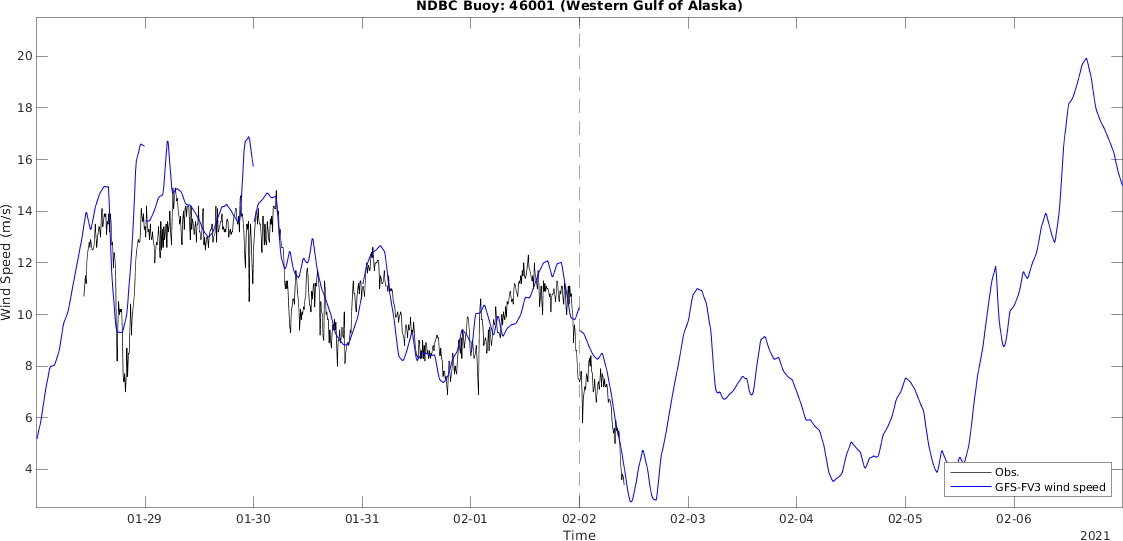 NDBC Buoy: 46001 (Western Gulf of Alaska)
20
18
16
14
12
10
8
6
4
Wind Speed (m/s)
Obs.
GFS-FV3 wind speed
01-29 01-30 01-31 02-01 02-02 02-03 02-04 02-05 02-06
Time
2021